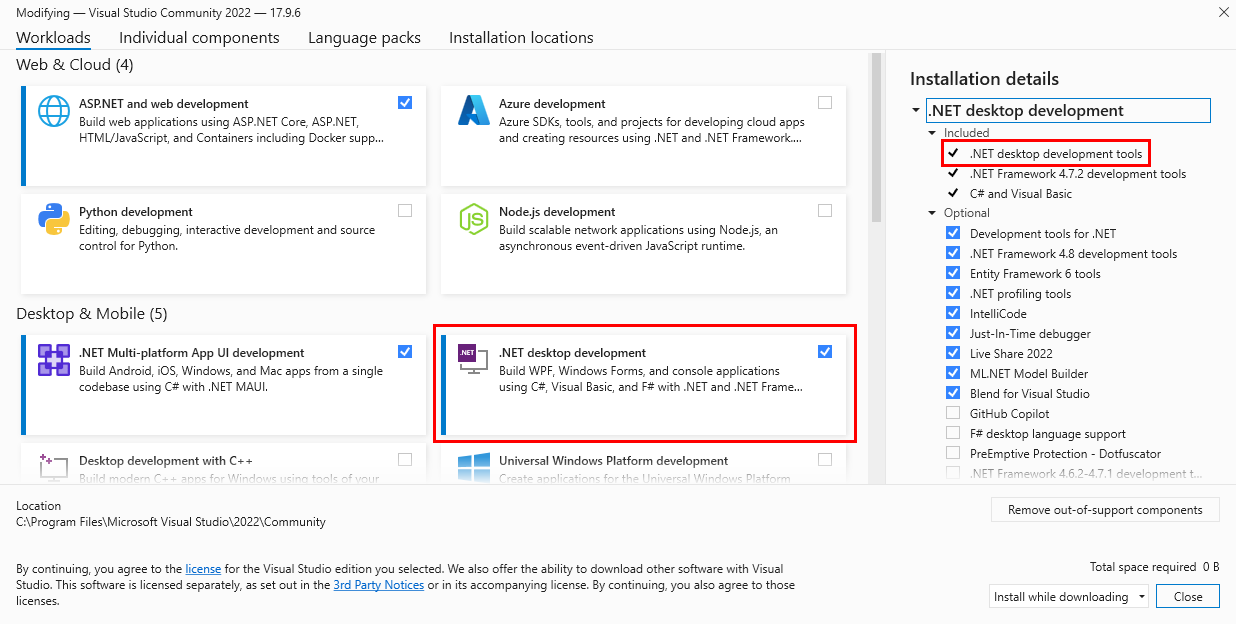 Modifying — Visual Studio Community 2022 — 17.9.6
Workloads
Individual components
Language packs
Installation locations
Web & Cloud (4)
ASP.NET and web development
Build web applications using ASP.NET Core, ASP.NET,
HTML/JavaScript, and Containers including Docker supp...
Azure development
Azure SDKs, tools, and projects for developing cloud apps
and creating resources using .NET and .NET Framework....
Python development
Editing, debugging, interactive development and source
control for Python.
Node.js development
Build scalable network applications using Node.js, an
asynchronous event-driven JavaScript runtime.
Desktop & Mobile (5)
.NET Multi-platform App UI development
Build Android, iOS, Windows, and Mac apps from a single
codebase using C# with .NET MAUI.
.NET
.NET desktop development
Build WPF, Windows Forms, and console applications
using C#, Visual Basic, and F# with .NET and .NET Frame...
Desktop development with C++
Build modern C++ apps for Windows using tools of your
Universal Windows Platform development
Create applications for the Universal Windows Platform
Installation details
.NET desktop development
Included
.NET desktop development tools
.NET Framework 4.7.2 development tools
C# and Visual Basic
Optional
Development tools for .NET
.NET Framework 4.8 development tools
Entity Framework 6 tools
.NET profiling tools
IntelliCode
Just-In-Time debugger
Live Share 2022
ML.NET Model Builder
Blend for Visual Studio
GitHub Copilot
F# desktop language support
PreEmptive Protection - Dotfuscator
.NET Framework 4.6.2-4.7.1 development t...
Location
C:\Program Files\Microsoft Visual Studio\2022\Community
Remove out-of-support components
By continuing, you agree to the license for the Visual Studio edition you selected. We also offer the ability to download other software with Visual
Studio. This software is licensed separately, as set out in the 3rd Party Notices or in its accompanying license. By continuing, you also agree to those
licenses.
Total space required 0 B
Install while downloading
Close